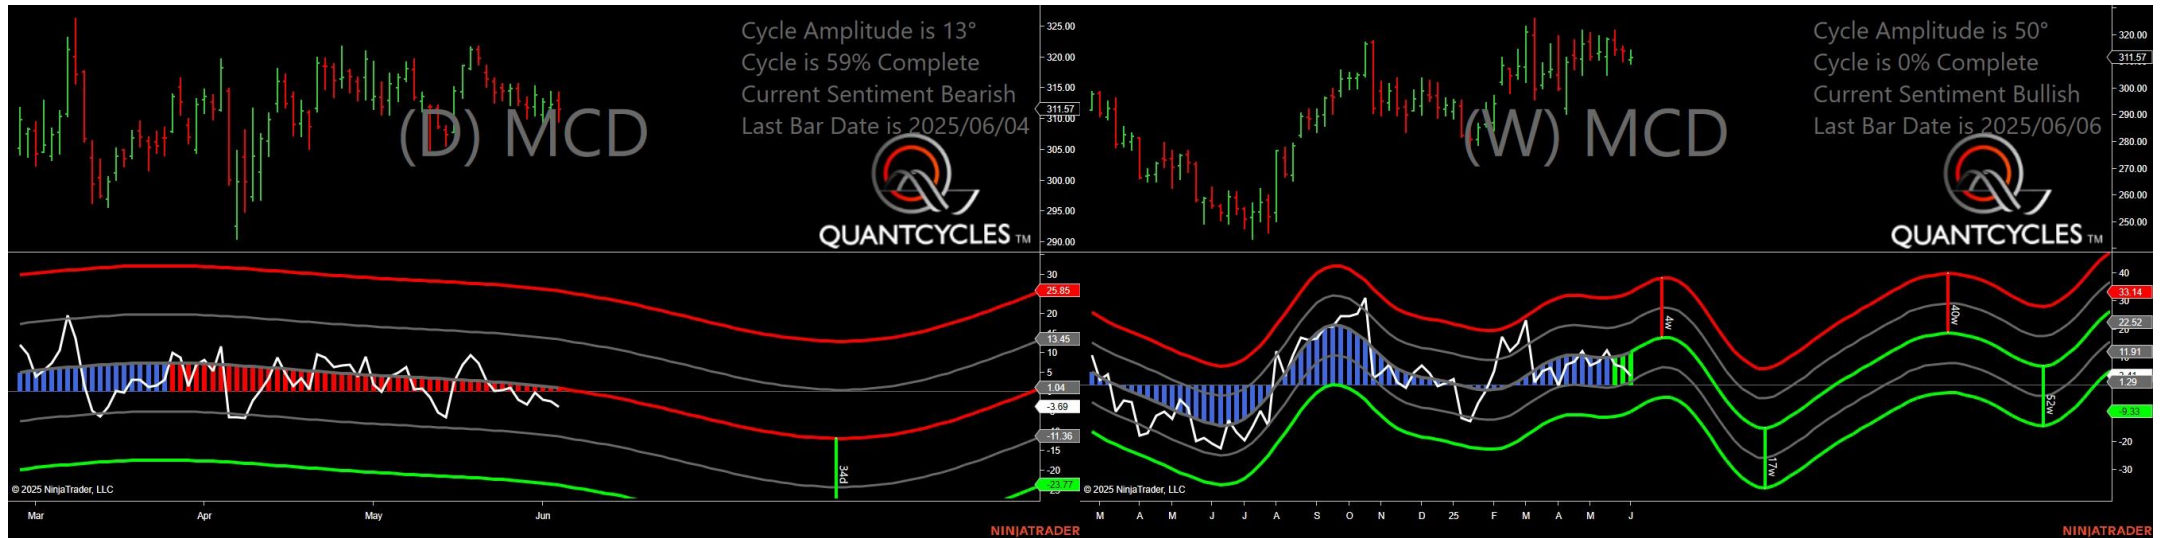 Cycle Amplitude is 13°
Cycle is 59% Complete
Current Sentiment Bearish
Last Bar Date is 2025/06/04
(D) MCD
QUANTCYCLES TM
325.00
320.00
315.00
311.57
310.00
305.00
300.00
295.00
290.00
30
25.85
20
13.45
10
5
1.04
-3.69
-11.36
-15
-20
-23.77
34d
© 2025 NinjaTrader, LLC
Mar
Apr
May
Jun
NINJATRADER
Cycle Amplitude is 50°
Cycle is 0% Complete
Current Sentiment Bullish
Last Bar Date is 2025/06/06
(W) MCD
QUANTCYCLES TM
320.00
311.57
300.00
290.00
280.00
270.00
260.00
250.00
40
33.14
30
22.52
11.91
1.29
-9.33
-20
-30
4w
17w
40w
52w
© 2025 NinjaTrader, LLC
M A M J J A S O N D 25 F M A M J
NINJATRADER